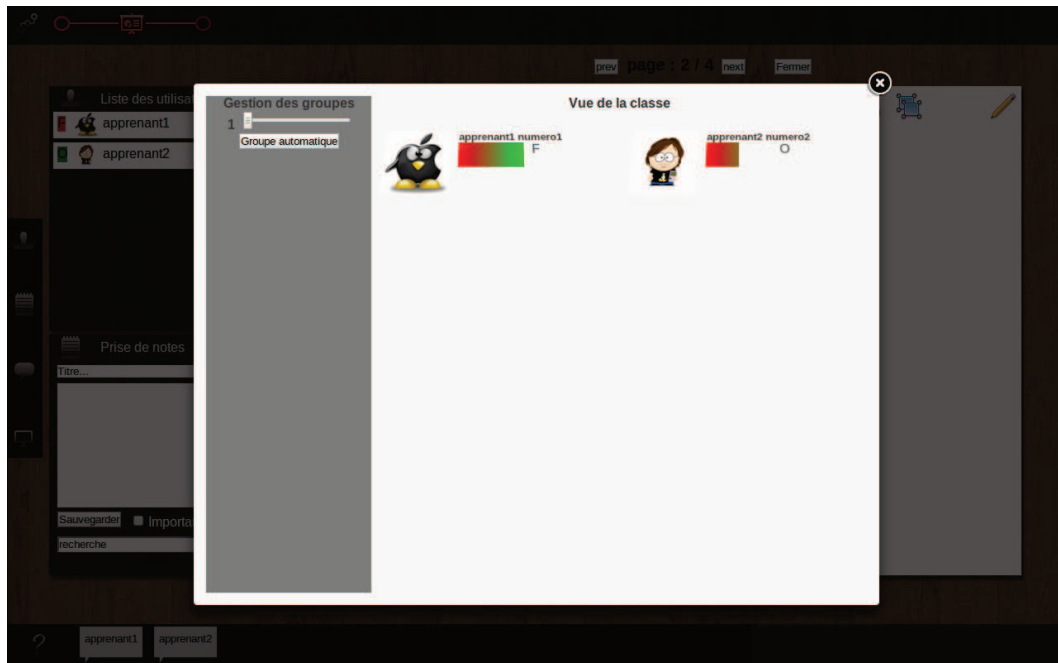 prev page : 2 / 4 next Fermer
Liste des utilisa
apprenant1
apprenant2
Gestion des groupes
1
Groupe automatique
Vue de la classe
apprenant1 numero1
F
apprenant2 numero2
O
Prise de notes
Titre...
Sauvegarder Importa
recherche
apprenant1 apprenant2